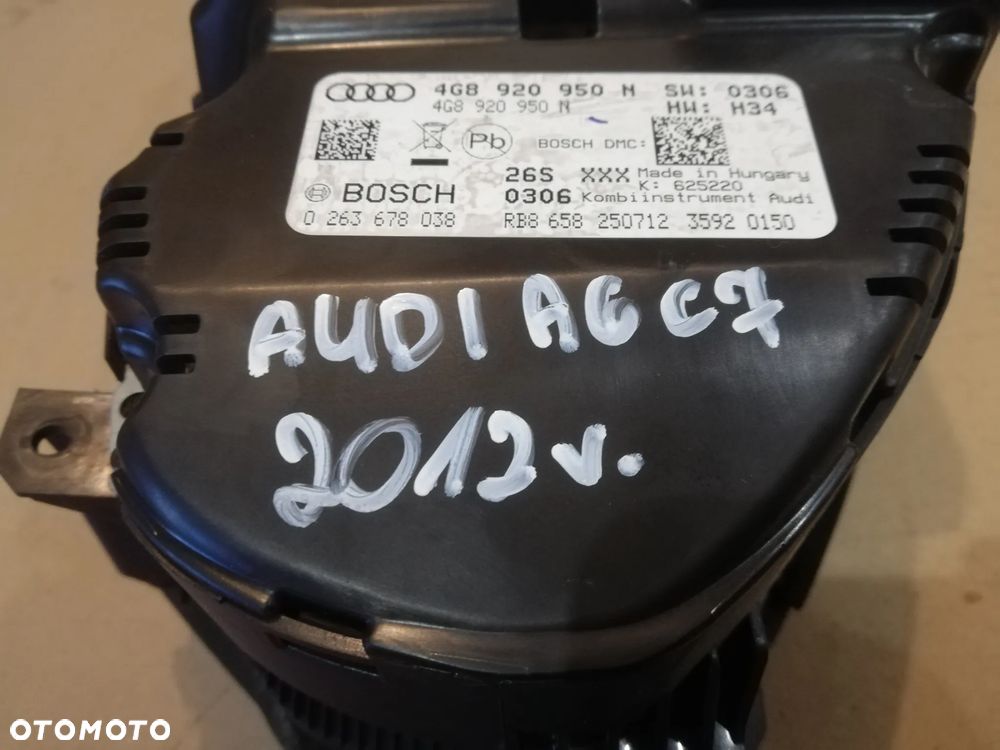 4G8 920 950 N SW: 0306
4G8 920 950 N HW: H34
Pb BOSCH DMC:
26S XXX Made in Hungary
K: 625220
BOSCH 0306 Kombiinstrument Audi
0 263 678 038 RB8 658 250712 3592 0150
AUDI A6 C7
2012r.
OTOMOTO